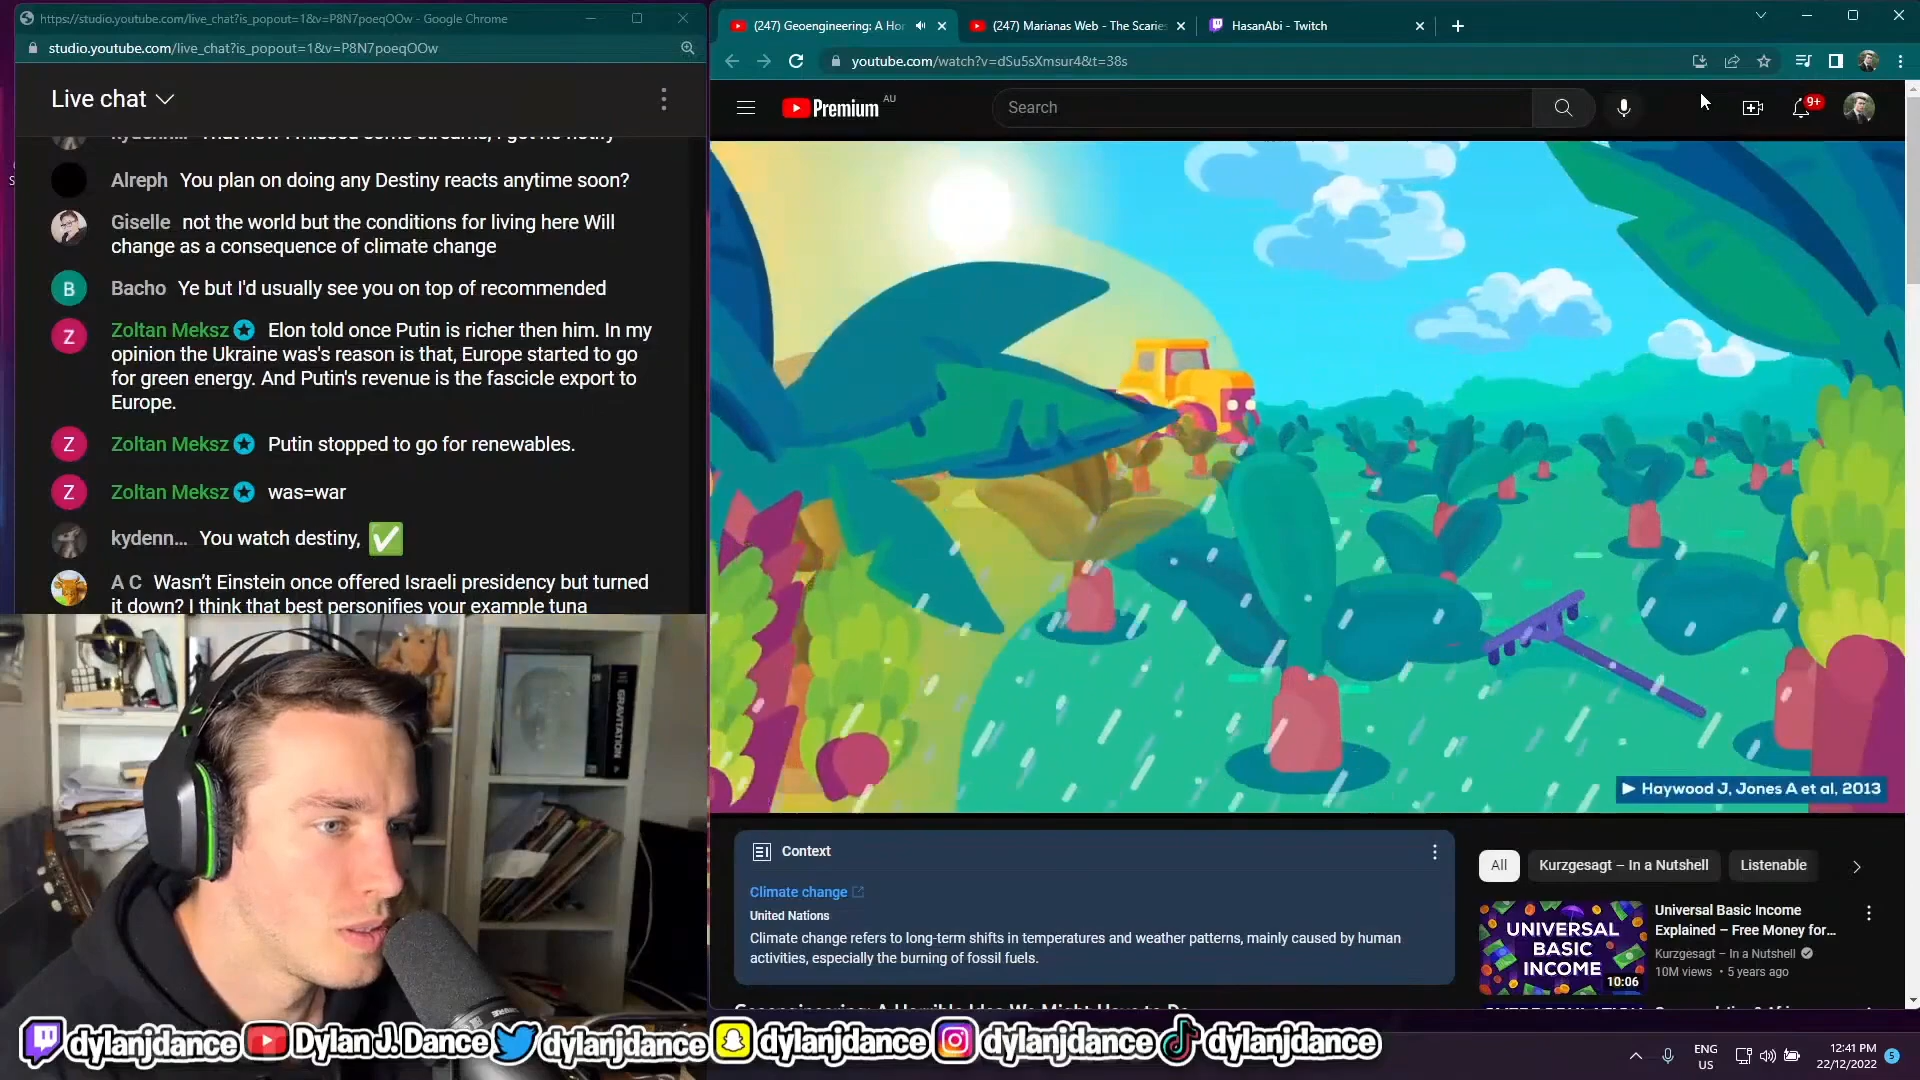 https://studio.youtube.com/live_chat?is_popout=1&v=P8N7poeqOOw - Google Chrome
studio.youtube.com/live_chat?is_popout=1&v=P8N7poeqOOw
Live chat
Alreph You plan on doing any Destiny reacts anytime soon?
Giselle not the world but the conditions for living here Will
change as a consequence of climate change
B
Bacho Ye but I'd usually see you on top of recommended
Z
Zoltan Meksz Elon told once Putin is richer then him. In my
opinion the Ukraine was's reason is that, Europe started to go
for green energy. And Putin's revenue is the fascicle export to
Europe.
Z
Zoltan Meksz Putin stopped to go for renewables.
Z
Zoltan Meksz was=war
kydenn... You watch destiny,
A C Wasn't Einstein once offered Israeli presidency but turned
it down? I think that best personifies your example tuna
GRAVITATION
(247) Geoengineering: A Hor
(247) Marianas Web - The Scaries
HasanAbi - Twitch
youtube.com/watch?v=dSu5sXmsur4&t=38s
Premium AU
Search
9+
Haywood J, Jones A et al, 2013
Context
Climate change
United Nations
Climate change refers to long-term shifts in temperatures and weather patterns, mainly caused by human
activities, especially the burning of fossil fuels.
Geoengineering: A Horrible Idea We Might Have to Do
All
Kurzgesagt – In a Nutshell
Listenable
UNIVERSAL
BASIC
INCOME
10:06
Universal Basic Income
Explained – Free Money for...
Kurzgesagt – In a Nutshell
10M views • 5 years ago
dylanjdance
Dylan J. Dance
dylanjdance
dylanjdance
dylanjdance
dylanjdance
ENG
US
12:41 PM
22/12/2022
5